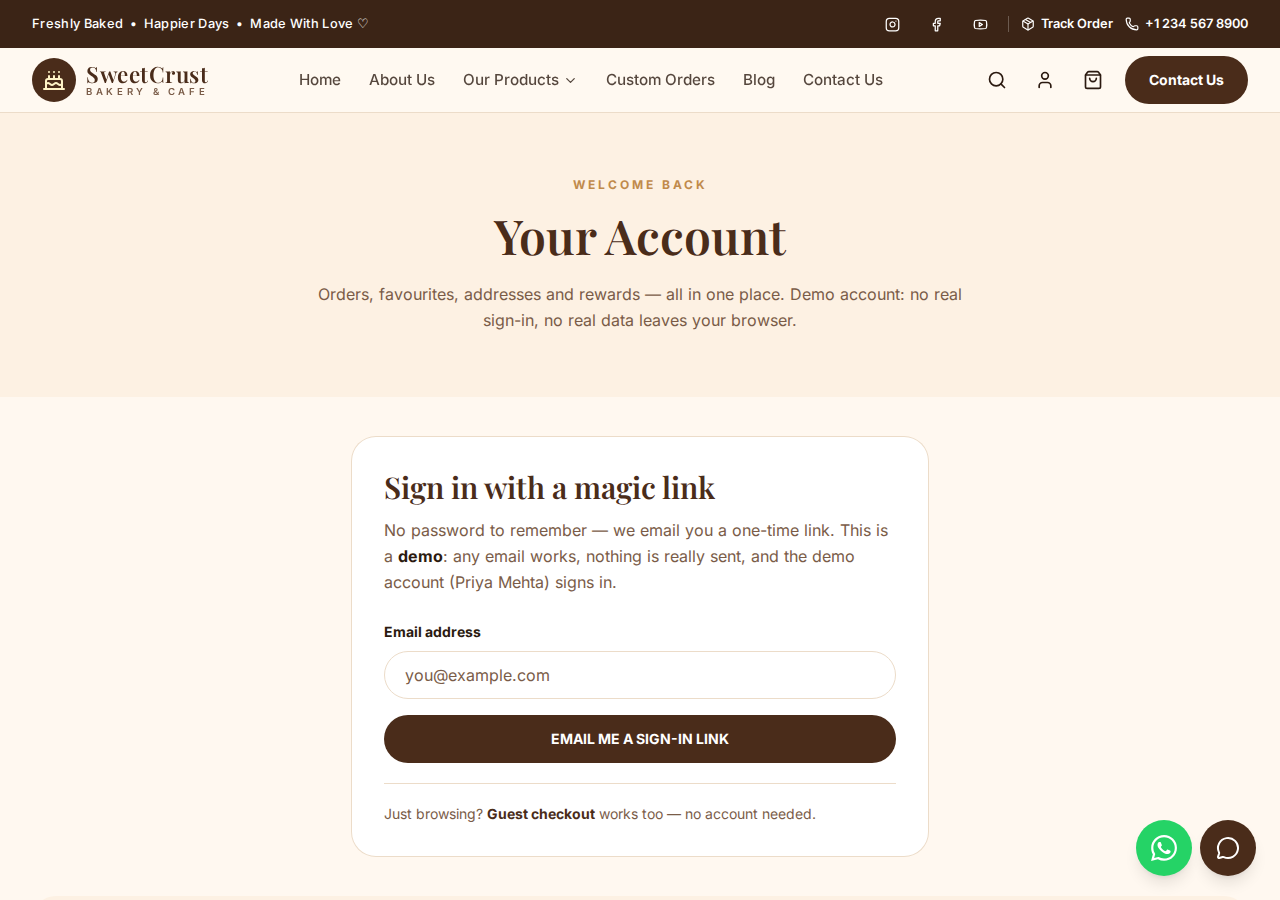 Freshly Baked • Happier Days • Made With Love ♡
Track Order
+1 234 567 8900
SweetCrust
BAKERY & CAFE
Home
About Us
Our Products
Custom Orders
Blog
Contact Us
Contact Us
WELCOME BACK
Your Account
Orders, favourites, addresses and rewards — all in one place. Demo account: no real
sign-in, no real data leaves your browser.
Sign in with a magic link
No password to remember — we email you a one-time link. This is
a demo: any email works, nothing is really sent, and the demo
account (Priya Mehta) signs in.
Email address
you@example.com
EMAIL ME A SIGN-IN LINK
Just browsing? Guest checkout works too — no account needed.